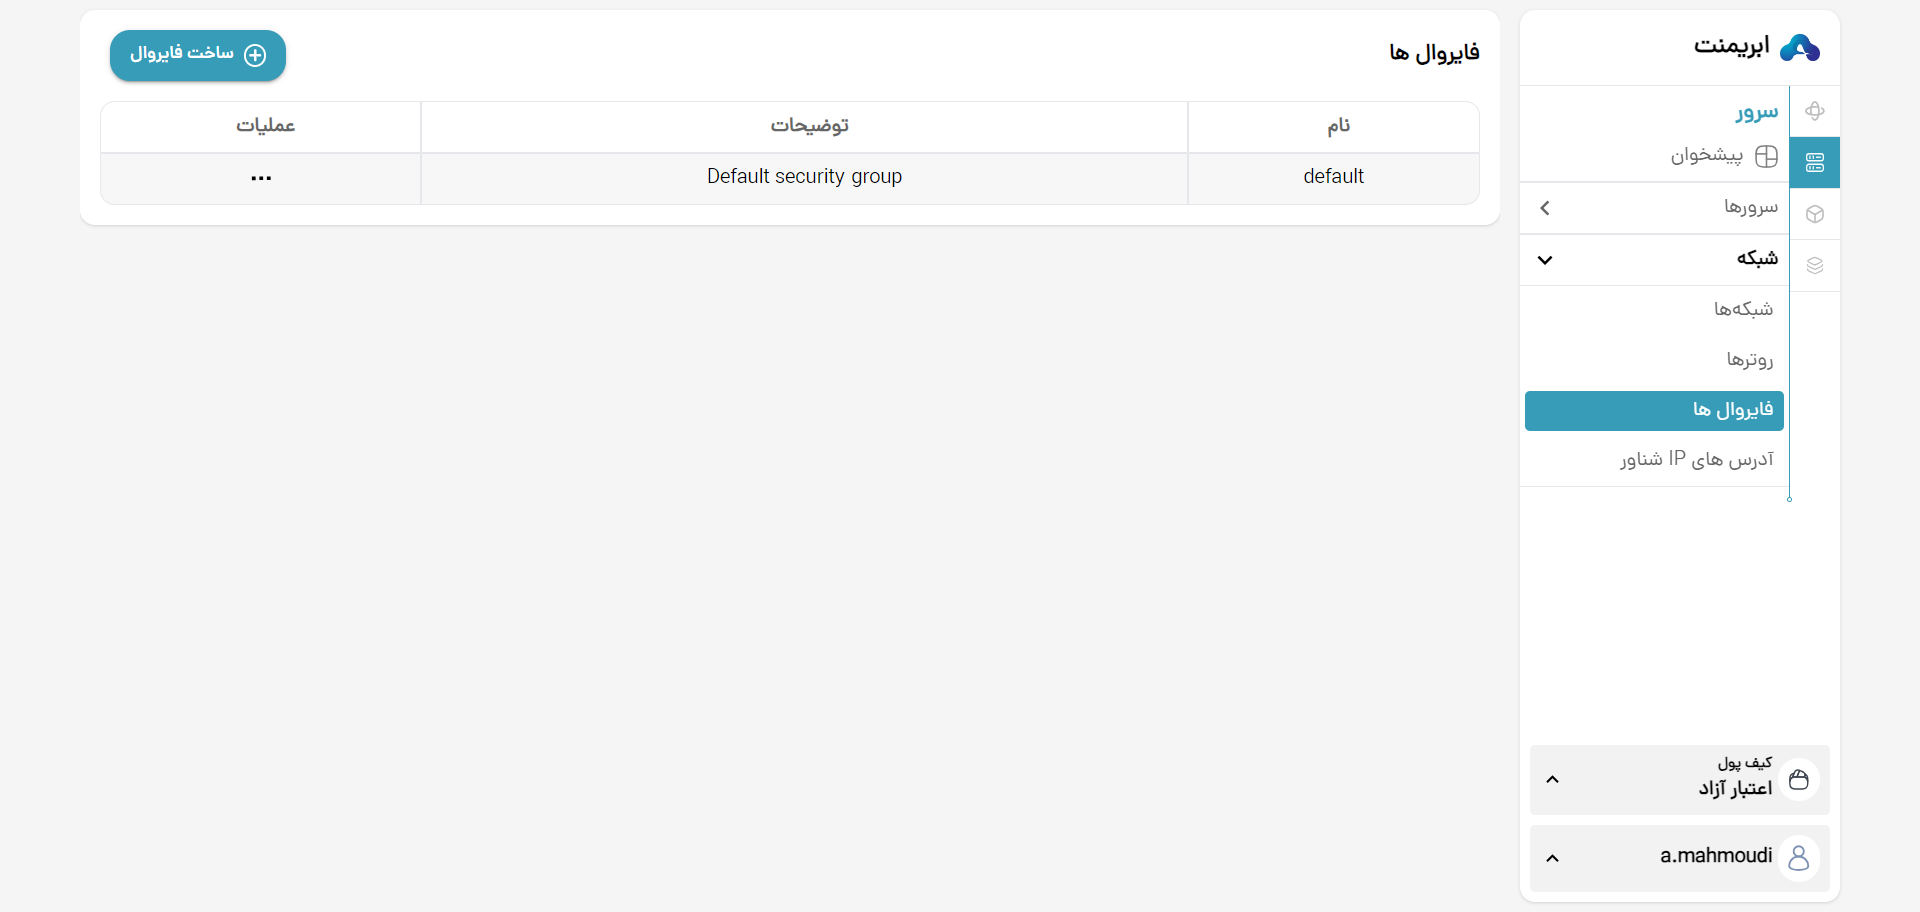 ابریمنت
سرور
پیشخوان
سرورها
شبکه
شبکه‌ها
روترها
فایروال ها
آدرس های IP شناور
کیف پول
اعتبار آزاد
a.mahmoudi
فایروال ها
ساخت فایروال
نام توضیحات عملیات
default Default security group ...